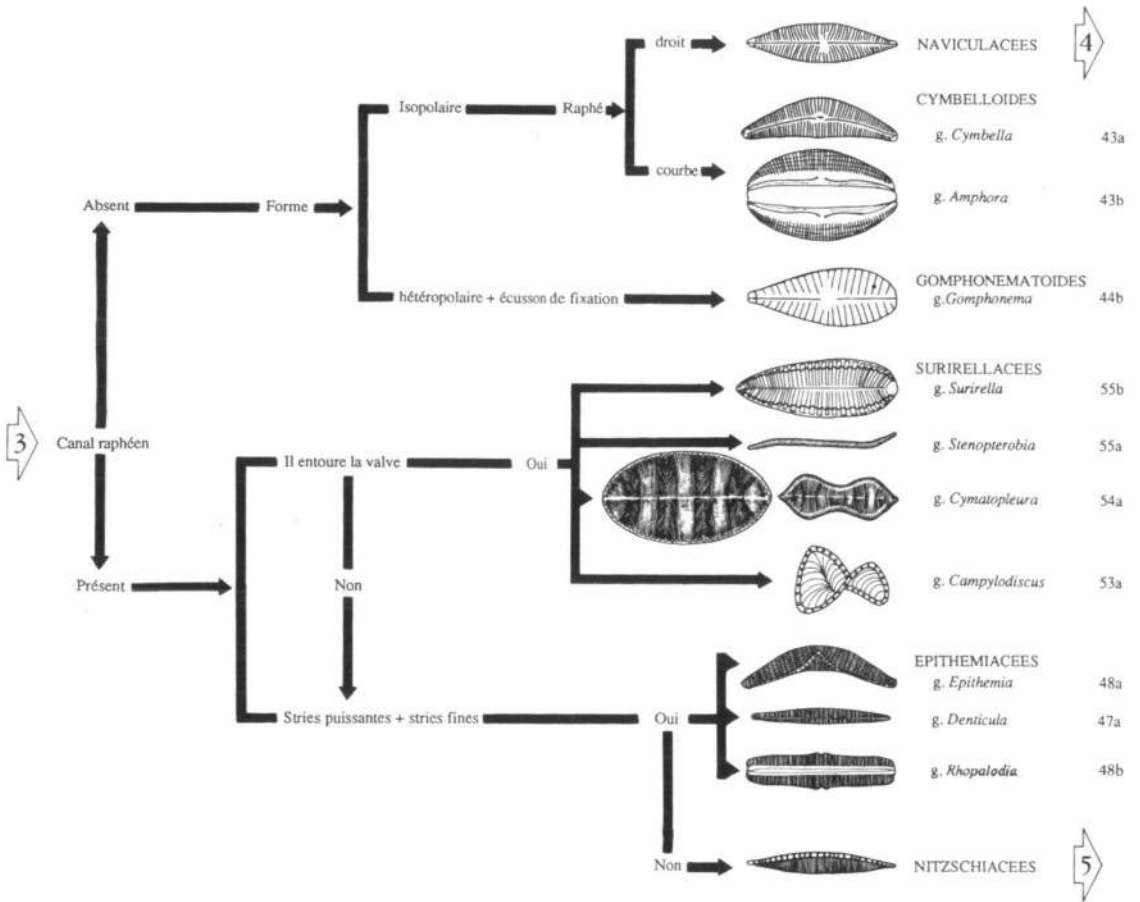 droit NAVICULACEES 4
CYMBELLOIDES
Isopolaire Raphé
g. Cymbella 43a
courbe
g. Amphora 43b
Absent Forme
GOMPHONEMATOIDES
hétéropolaire + écusson de fixation g. Gomphonema 44b
SURIRELLACEES
g. Surirella 55b
3 Canal raphéen g. Stenopterobia 55a
Il entoure la valve Oui
g. Cymatopleura 54a
Présent Non g. Campylodiscus 53a
EPITHEMIACEES
g. Epithemia 48a
Stries puissantes + stries fines Oui g. Denticula 47a
g. Rhopalodia 48b
Non NITZSCHIACEES 5